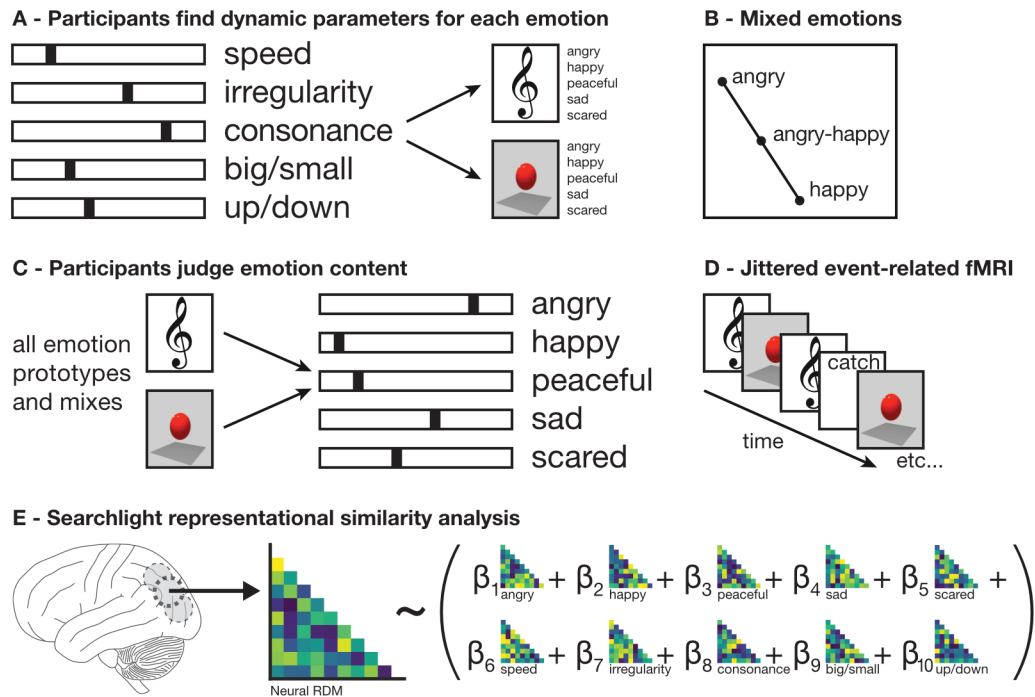 A - Participants find dynamic parameters for each emotion
speed
irregularity
consonance
big/small
up/down
angry
happy
peaceful
sad
scared
angry
happy
peaceful
sad
scared
B - Mixed emotions
angry
angry-happy
happy
C - Participants judge emotion content
all emotion
prototypes
and mixes
angry
happy
peaceful
sad
scared
D - Jittered event-related fMRI
catch
time
etc...
E - Searchlight representational similarity analysis
Neural RDM
~
β1 angry + β2 happy + β3 peaceful + β4 sad + β5 scared +
β6 speed + β7 irregularity + β8 consonance + β9 big/small + β10 up/down